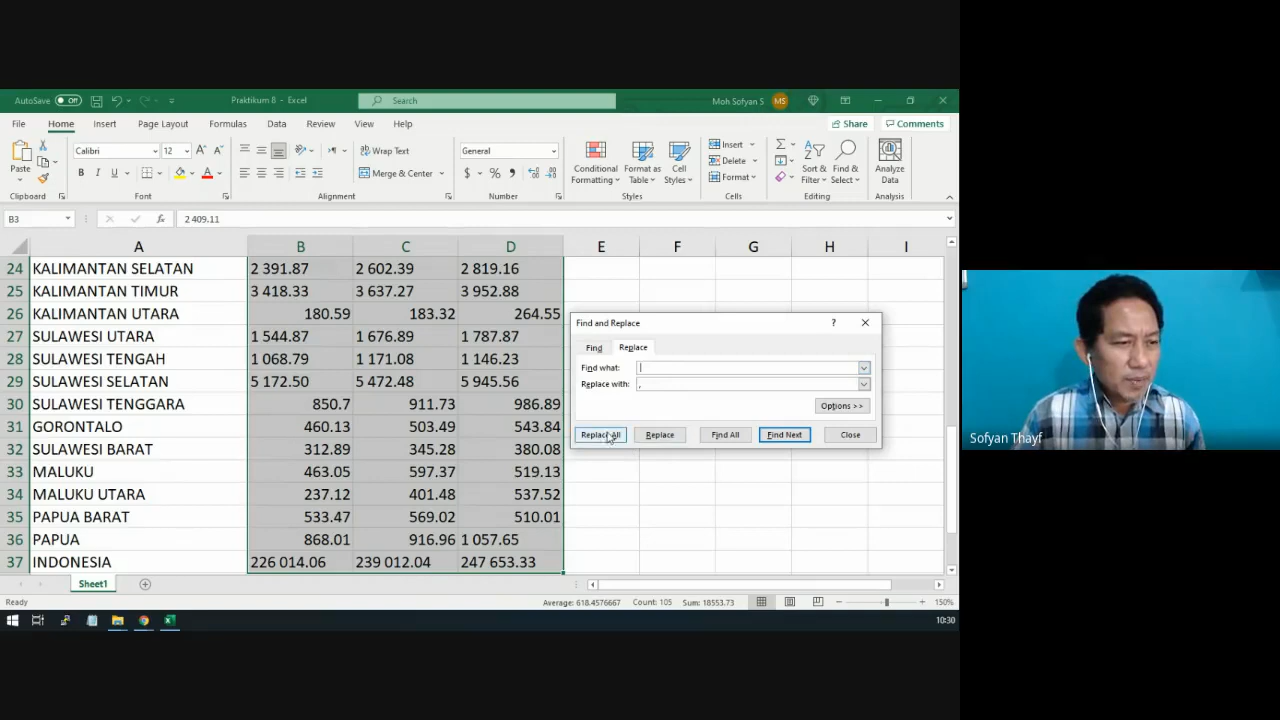 AutoSave Off
Praktikum 8 - Excel
Search
Moh Sofyan S
MS
File Home Insert Page Layout Formulas Data Review View Help
Share Comments
Paste
Calibri 12
B I U
Wrap Text
Merge & Center
General
$ % ,
Conditional Formatting
Format as Table
Cell Styles
Insert
Delete
Format
Sort & Filter
Find & Select
Analyze Data
Clipboard Font Alignment Number Styles Cells Editing Analysis
B3 fx 2 409.11
A B C D E F G H I
24 KALIMANTAN SELATAN 2 391.87 2 602.39 2 819.16
25 KALIMANTAN TIMUR 3 418.33 3 637.27 3 952.88
26 KALIMANTAN UTARA 180.59 183.32 264.55
27 SULAWESI UTARA 1 544.87 1 676.89 1 787.87
28 SULAWESI TENGAH 1 068.79 1 171.08 1 146.23
29 SULAWESI SELATAN 5 172.50 5 472.48 5 945.56
30 SULAWESI TENGGARA 850.7 911.73 986.89
31 GORONTALO 460.13 503.49 543.84
32 SULAWESI BARAT 312.89 345.28 380.08
33 MALUKU 463.05 597.37 519.13
34 MALUKU UTARA 237.12 401.48 537.52
35 PAPUA BARAT 533.47 569.02 510.01
36 PAPUA 868.01 916.96 1 057.65
37 INDONESIA 226 014.06 239 012.04 247 653.33
Find and Replace ?
Find Replace
Find what:
Replace with: ,
Options >>
Replace All Replace Find All Find Next Close
Sofyan Thayf
Sheet1
Ready
Average: 618.4576667 Count: 105 Sum: 18553.73
150%
10:30